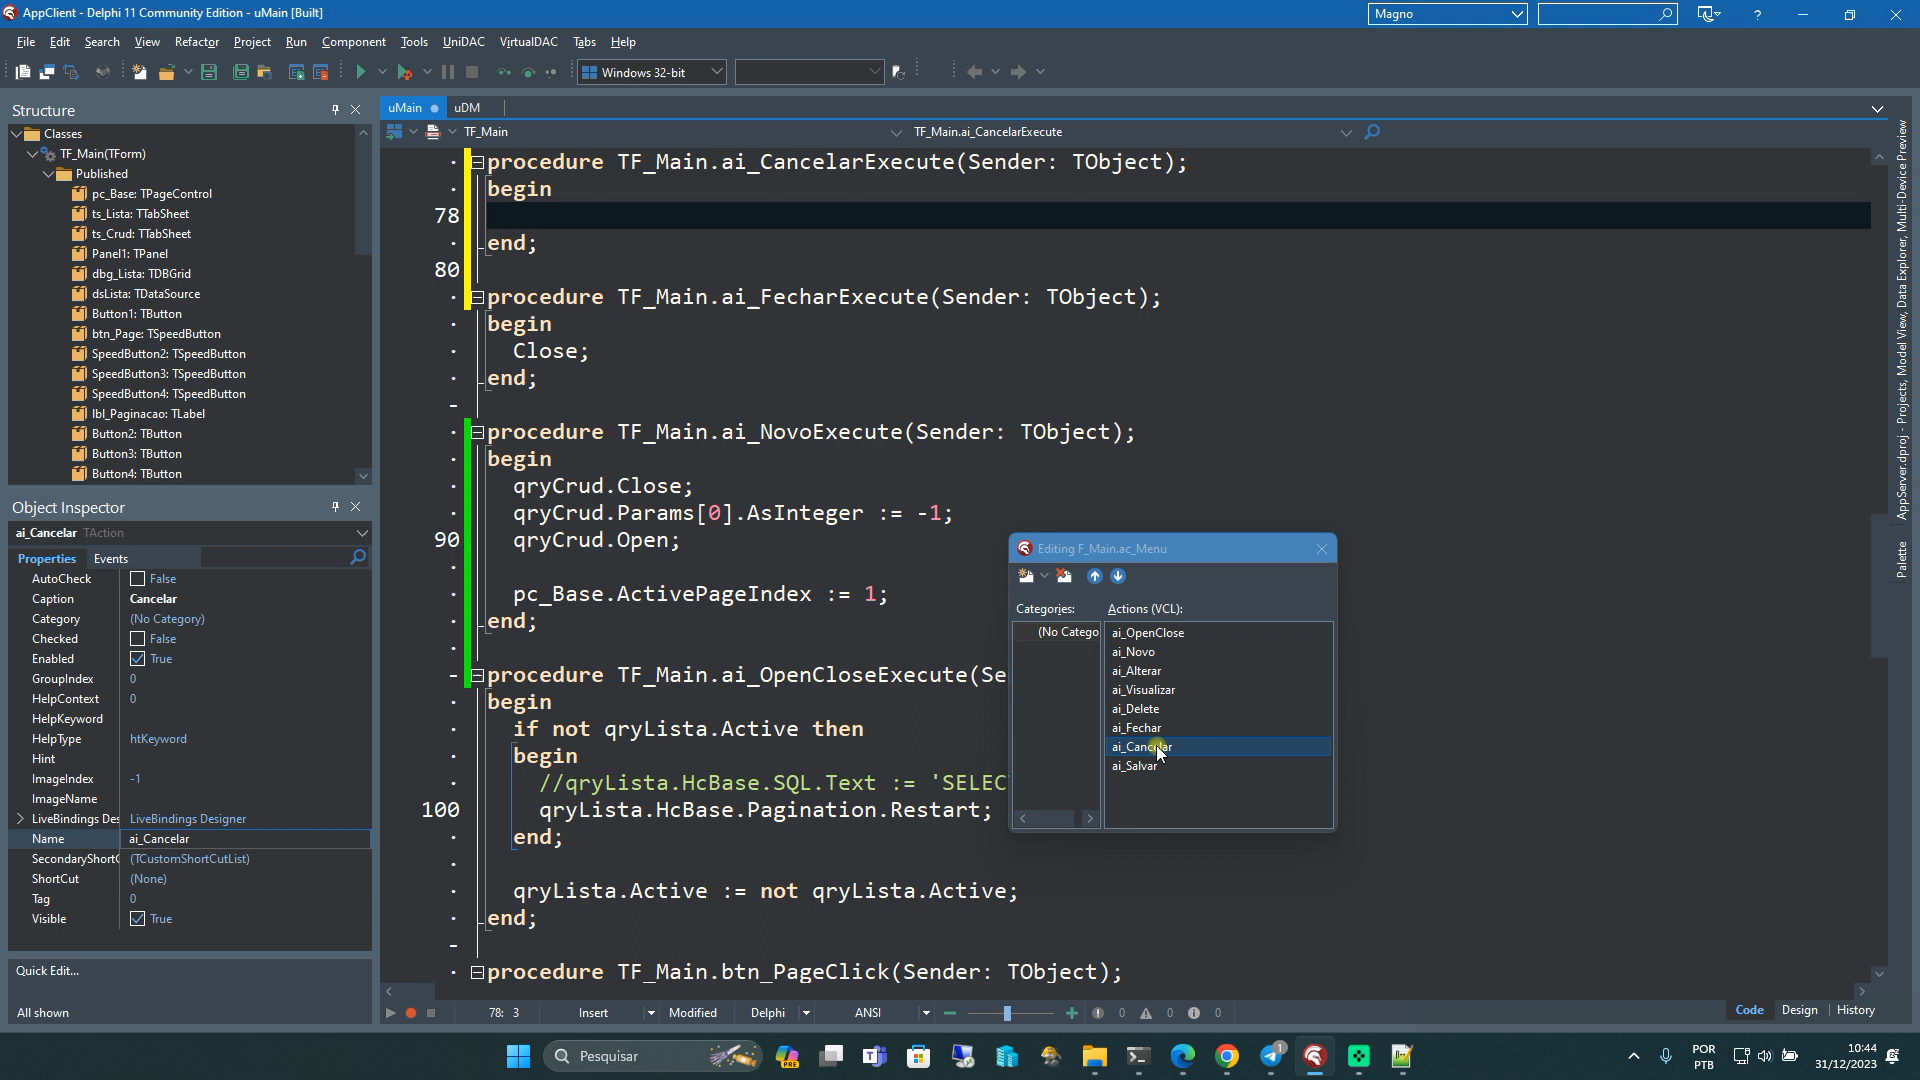 AppClient - Delphi 11 Community Edition - uMain [Built]
Magno
File Edit Search View Refactor Project Run Component Tools UniDAC VirtualDAC Tabs Help
Windows 32-bit
Structure
Classes
TF_Main(TForm)
Published
pc_Base: TPageControl
ts_Lista: TTabSheet
ts_Crud: TTabSheet
Panel1: TPanel
dbg_Lista: TDBGrid
dsLista: TDataSource
Button1: TButton
btn_Page: TSpeedButton
SpeedButton2: TSpeedButton
SpeedButton3: TSpeedButton
SpeedButton4: TSpeedButton
lbl_Paginacao: TLabel
Button2: TButton
Button3: TButton
Button4: TButton
Object Inspector
ai_Cancelar TAction
Properties Events
AutoCheck False
Caption Cancelar
Category (No Category)
Checked False
Enabled True
GroupIndex 0
HelpContext 0
HelpKeyword
HelpType htKeyword
Hint
ImageIndex -1
ImageName
LiveBindings Des LiveBindings Designer
Name ai_Cancelar
SecondaryShortC (TCustomShortCutList)
ShortCut (None)
Tag 0
Visible True
Quick Edit...
All shown
uMain uDM
TF_Main TF_Main.ai_CancelarExecute
procedure TF_Main.ai_CancelarExecute(Sender: TObject);
begin
78
end;
80
procedure TF_Main.ai_FecharExecute(Sender: TObject);
begin
Close;
end;
procedure TF_Main.ai_NovoExecute(Sender: TObject);
begin
qryCrud.Close;
qryCrud.Params[0].AsInteger := -1;
90 qryCrud.Open;
pc_Base.ActivePageIndex := 1;
end;
procedure TF_Main.ai_OpenCloseExecute(Se
begin
if not qryLista.Active then
begin
//qryLista.HcBase.SQL.Text := 'SELEC
100 qryLista.HcBase.Pagination.Restart;
end;
qryLista.Active := not qryLista.Active;
end;
procedure TF_Main.btn_PageClick(Sender: TObject);
Editing F_Main.ac_Menu
Categories: Actions (VCL):
(No Catego
ai_OpenClose
ai_Novo
ai_Alterar
ai_Visualizar
ai_Delete
ai_Fechar
ai_Cancelar
ai_Salvar
AppServer.dproj - Projects, Model View, Data Explorer, Multi-Device Preview
Palette
78: 3 Insert Modified Delphi ANSI 0 0 0
Code Design History
Pesquisar
PRE
1
POR
PTB
10:44
31/12/2023